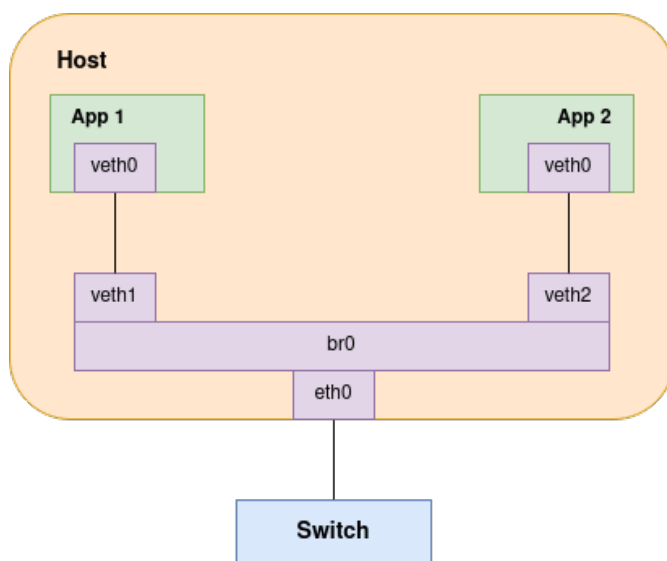 Host
App 1
App 2
veth0
veth0
veth1
veth2
br0
eth0
Switch